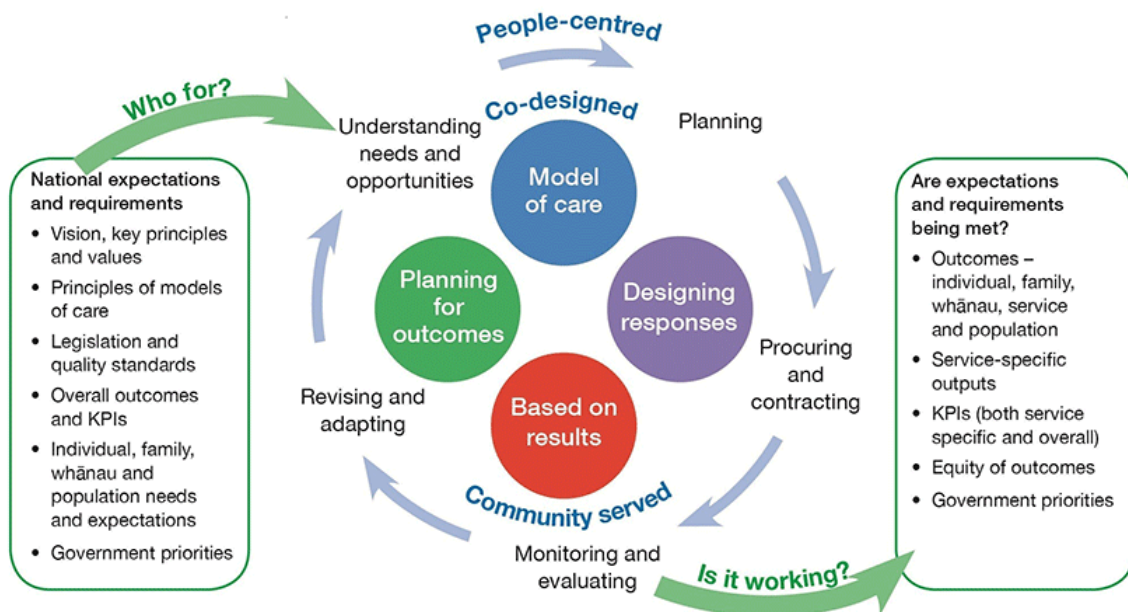 People-centred
Who for?
Co-designed
Understanding
needs and
opportunities
Planning
Model
of care
National expectations
and requirements
• Vision, key principles
and values
• Principles of models
of care
• Legislation and
quality standards
• Overall outcomes
and KPIs
• Individual, family,
whānau and
population needs
and expectations
• Government priorities
Planning
for
outcomes
Designing
responses
Procuring
and
contracting
Revising and
adapting
Based on
results
Community served
Monitoring and
evaluating
Is it working?
Are expectations
and requirements
being met?
• Outcomes –
individual, family,
whānau, service
and population
• Service-specific
outputs
• KPIs (both service
specific and overall)
• Equity of outcomes
• Government priorities